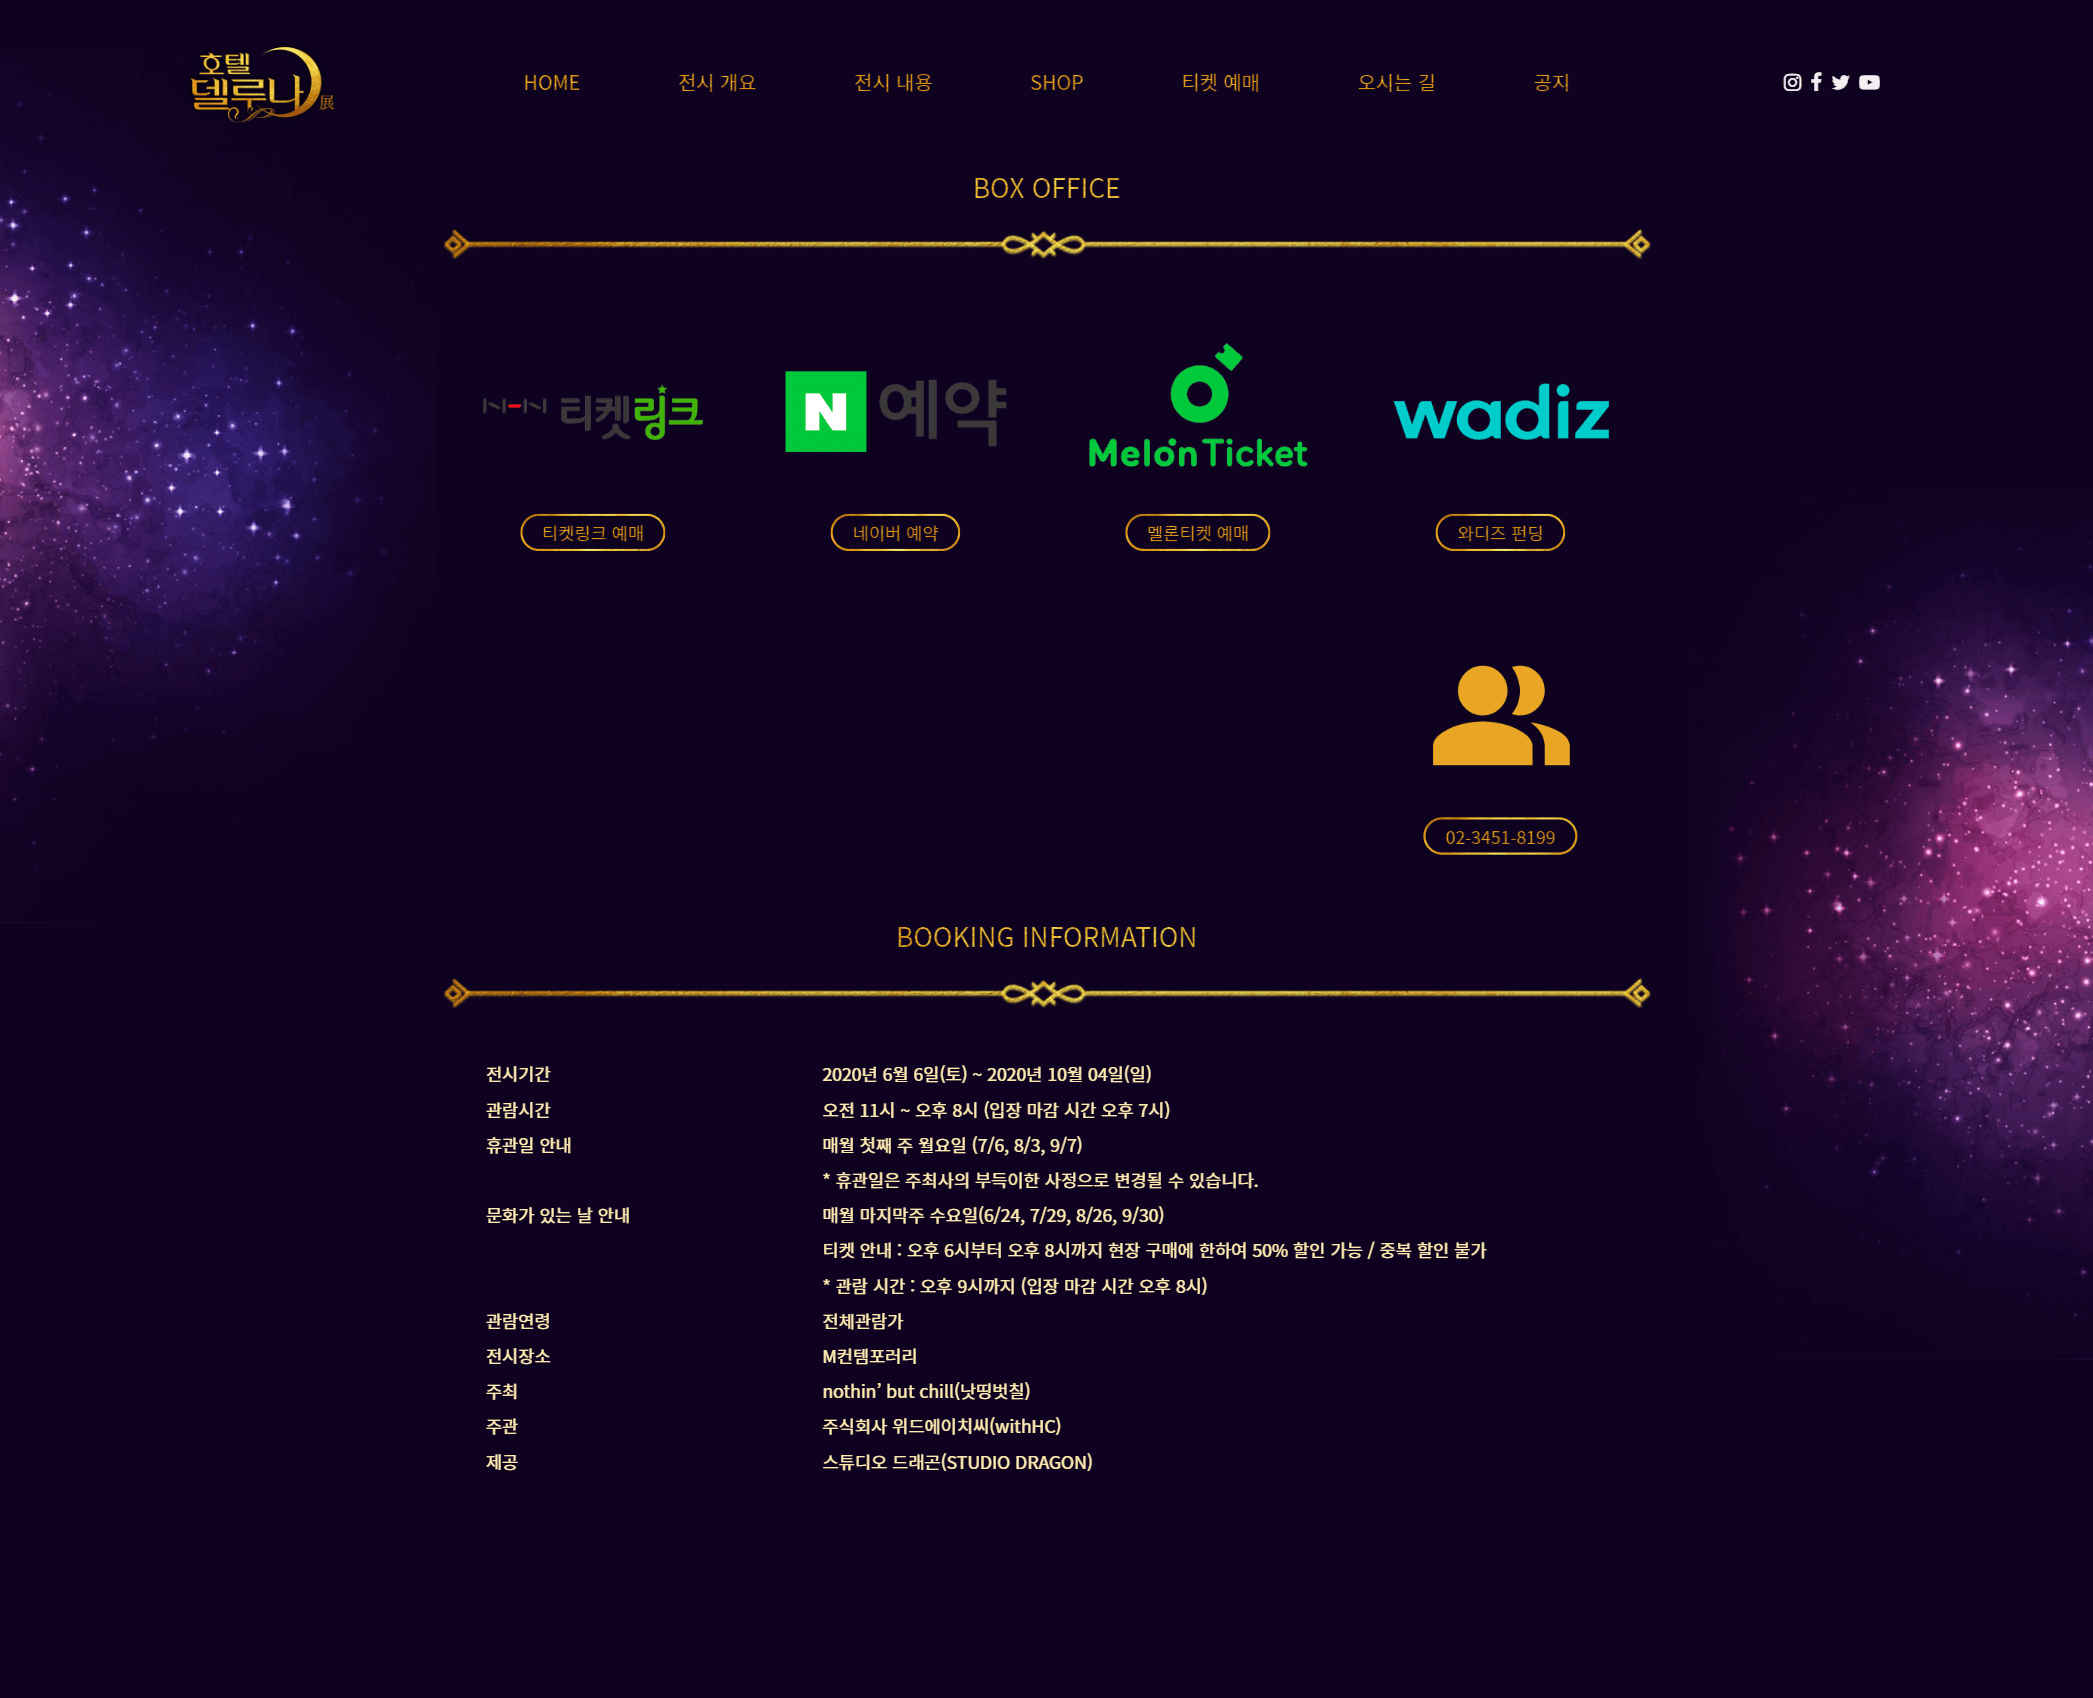 호텔
델루나 展
HOME 전시 개요 전시 내용 SHOP 티켓 예매 오시는 길 공지
BOX OFFICE
NHN 티켓링크
N 예약
Melon Ticket
wadiz
티켓링크 예매 네이버 예약 멜론티켓 예매 와디즈 펀딩
02-3451-8199
BOOKING INFORMATION
전시기간 2020년 6월 6일(토) ~ 2020년 10월 04일(일)
관람시간 오전 11시 ~ 오후 8시 (입장 마감 시간 오후 7시)
휴관일 안내 매월 첫째 주 월요일 (7/6, 8/3, 9/7)
* 휴관일은 주최사의 부득이한 사정으로 변경될 수 있습니다.
문화가 있는 날 안내 매월 마지막주 수요일(6/24, 7/29, 8/26, 9/30)
티켓 안내 : 오후 6시부터 오후 8시까지 현장 구매에 한하여 50% 할인 가능 / 중복 할인 불가
* 관람 시간 : 오후 9시까지 (입장 마감 시간 오후 8시)
관람연령 전체관람가
전시장소 M컨템포러리
주최 nothin’ but chill(낫띵벗칠)
주관 주식회사 위드에이치씨(withHC)
제공 스튜디오 드래곤(STUDIO DRAGON)